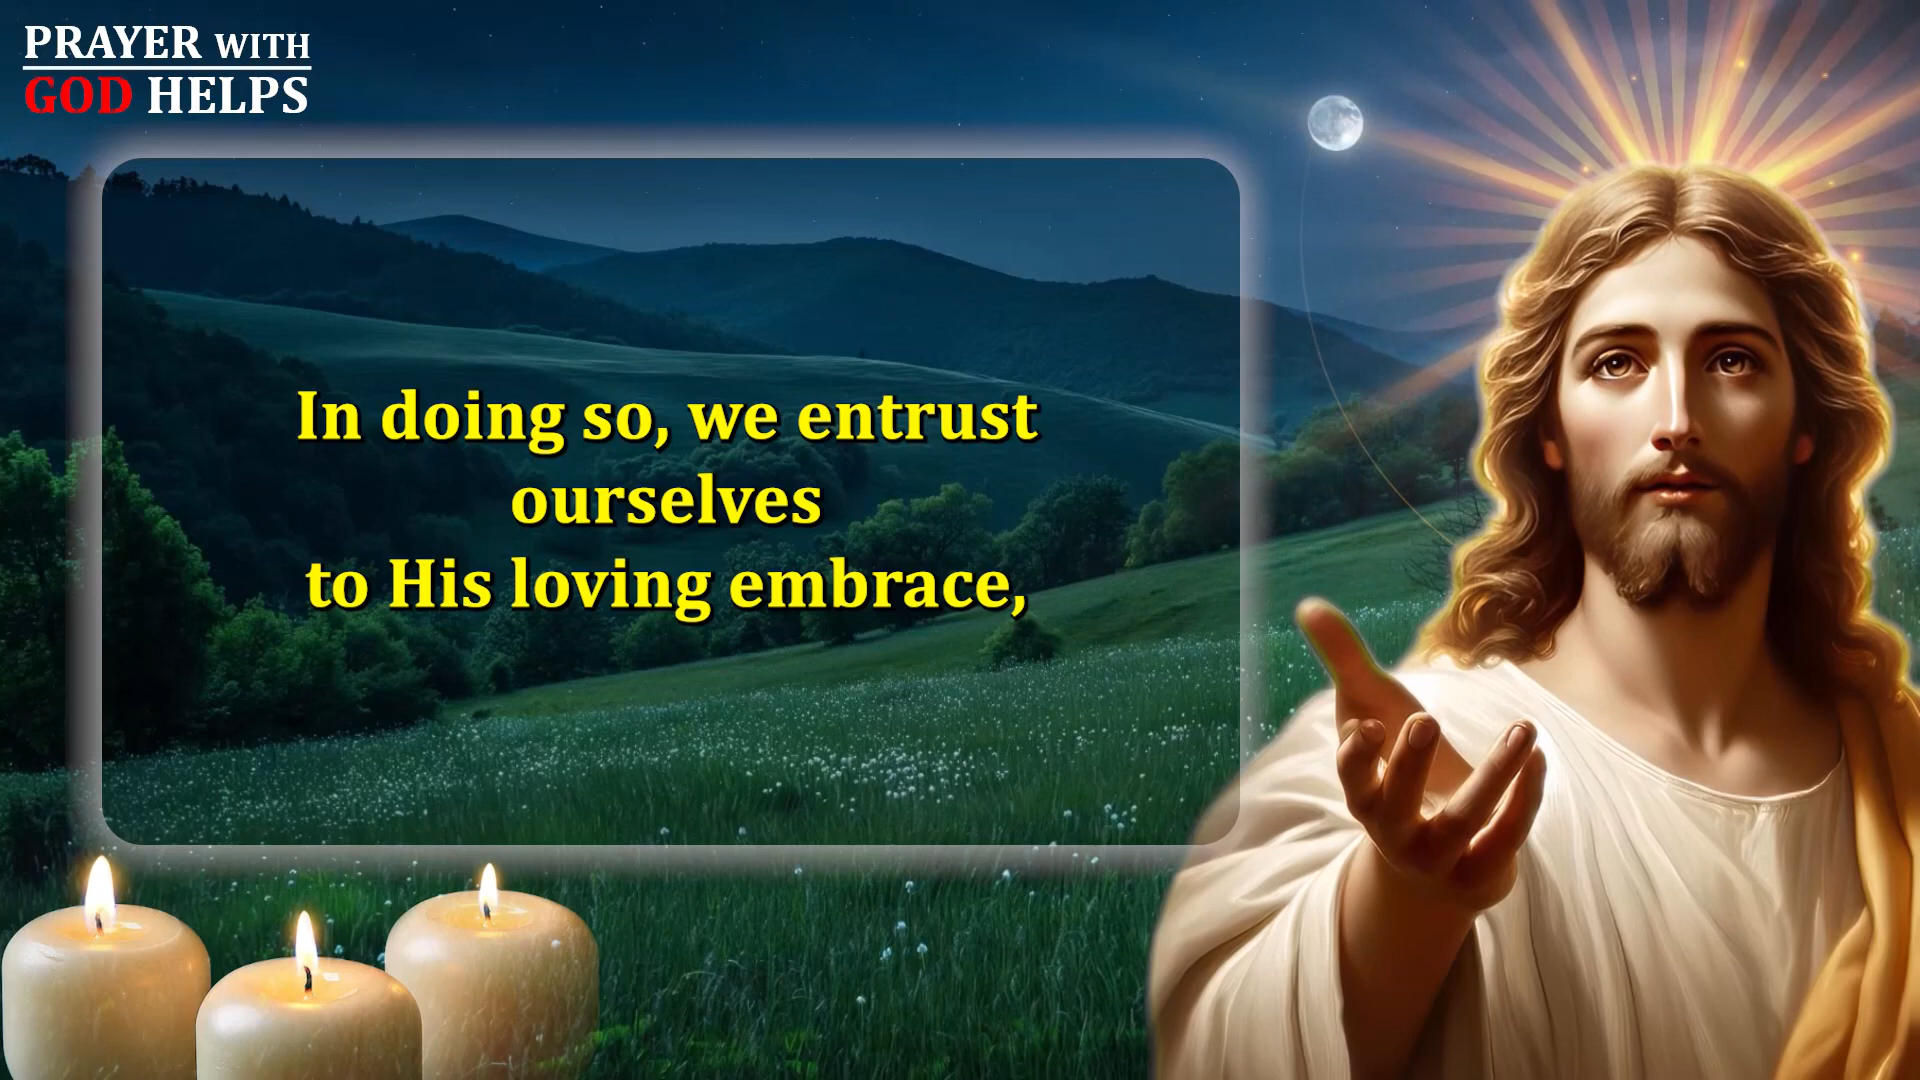 PRAYER WITH
GOD HELPS
In doing so, we entrust
ourselves
to His loving embrace,